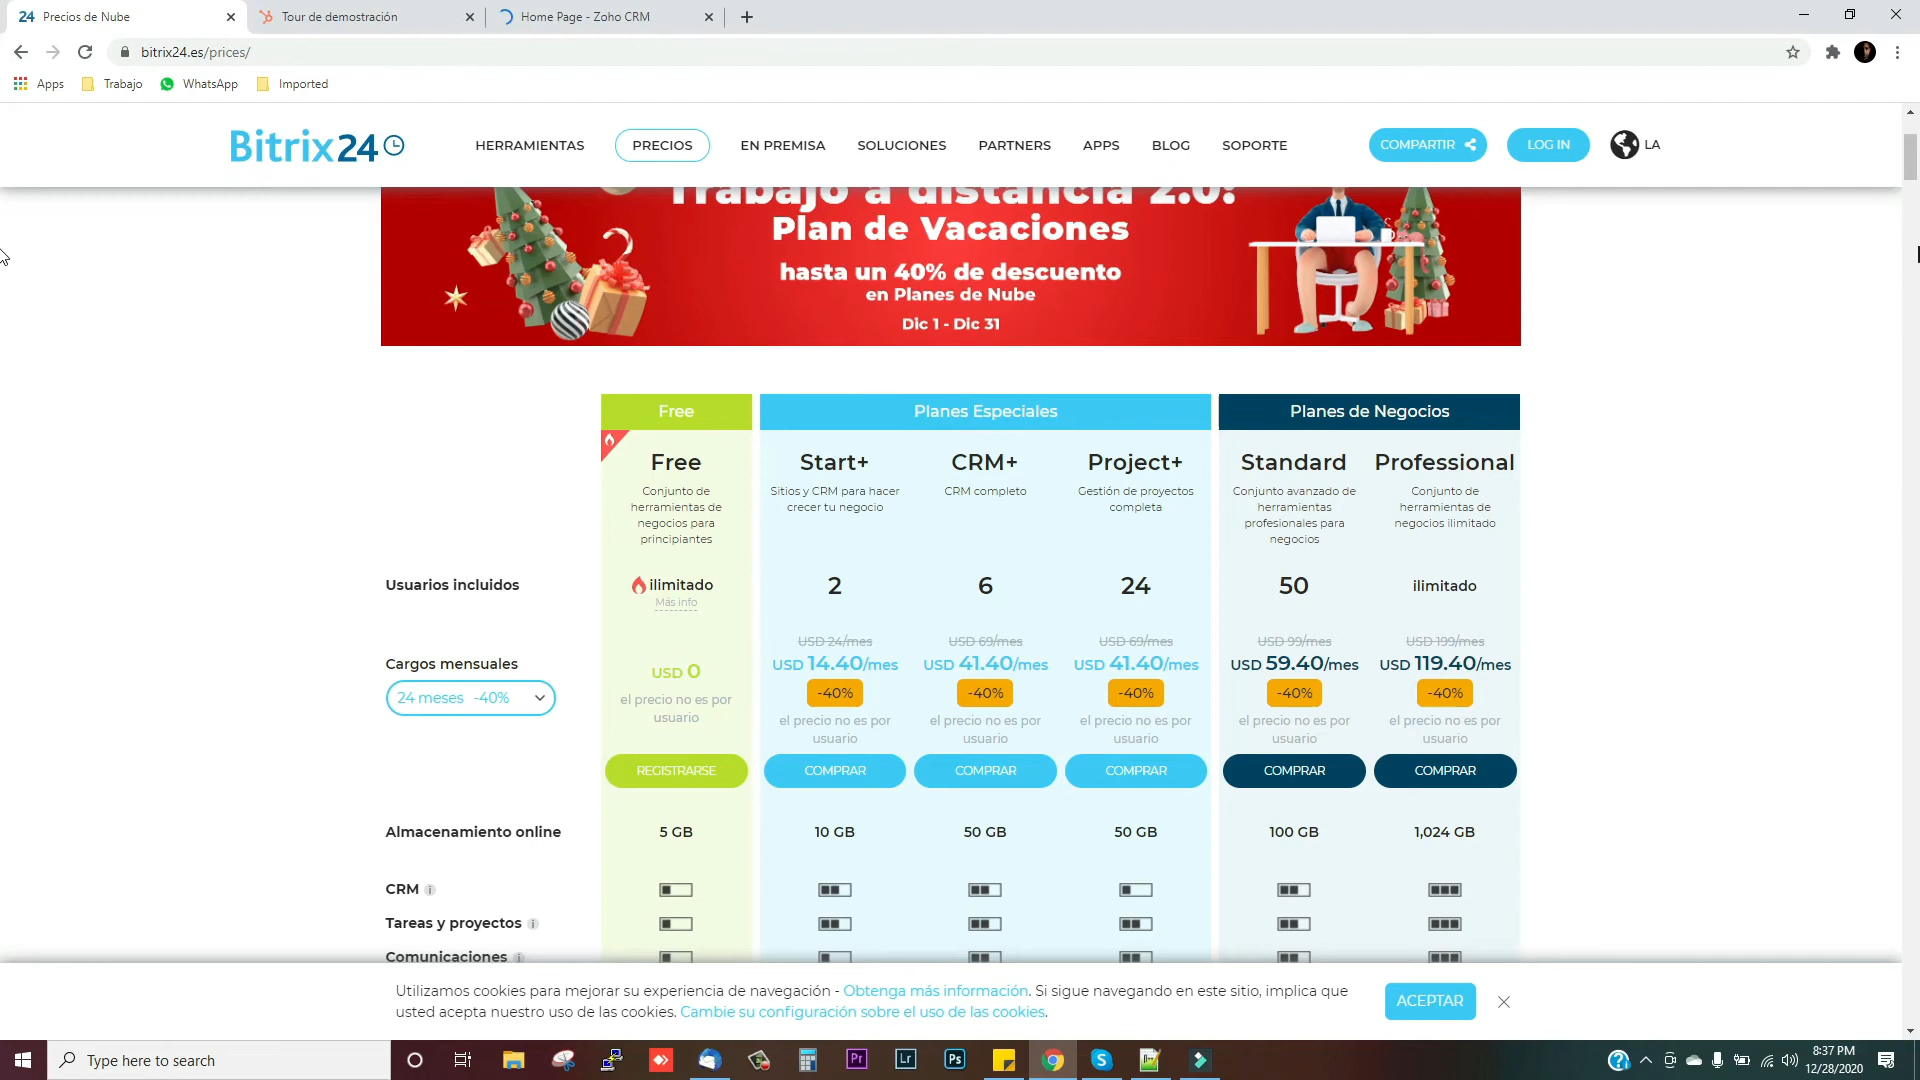 24 Precios de Nube
Tour de demostración
Home Page - Zoho CRM
bitrix24.es/prices/
Apps
Trabajo
WhatsApp
Imported
Bitrix24
HERRAMIENTAS
PRECIOS
EN PREMISA
SOLUCIONES
PARTNERS
APPS
BLOG
SOPORTE
COMPARTIR
LOG IN
LA
Trabajo a distancia 2.0:
Plan de Vacaciones
hasta un 40% de descuento
en Planes de Nube
Dic 1 - Dic 31
Free
Planes Especiales
Planes de Negocios
Free
Conjunto de
herramientas de
negocios para
principiantes
Start+
Sitios y CRM para hacer
crecer tu negocio
CRM+
CRM completo
Project+
Gestión de proyectos
completa
Standard
Conjunto avanzado de
herramientas
profesionales para
negocios
Professional
Conjunto de
herramientas de
negocios ilimitado
Usuarios incluidos
ilimitado
Más info
2
6
24
50
ilimitado
Cargos mensuales
24 meses -40%
USD 0
el precio no es por
usuario
USD 24/mes
USD 14.40/mes
-40%
el precio no es por
usuario
USD 69/mes
USD 41.40/mes
-40%
el precio no es por
usuario
USD 69/mes
USD 41.40/mes
-40%
el precio no es por
usuario
USD 99/mes
USD 59.40/mes
-40%
el precio no es por
usuario
USD 199/mes
USD 119.40/mes
-40%
el precio no es por
usuario
REGISTRARSE
COMPRAR
COMPRAR
COMPRAR
COMPRAR
COMPRAR
Almacenamiento online
5 GB
10 GB
50 GB
50 GB
100 GB
1,024 GB
CRM
Tareas y proyectos
Comunicaciones
Utilizamos cookies para mejorar su experiencia de navegación - Obtenga más información. Si sigue navegando en este sitio, implica que
usted acepta nuestro uso de las cookies. Cambie su configuración sobre el uso de las cookies.
ACEPTAR
Type here to search
Pr
Lr
Ps
8:37 PM
12/28/2020